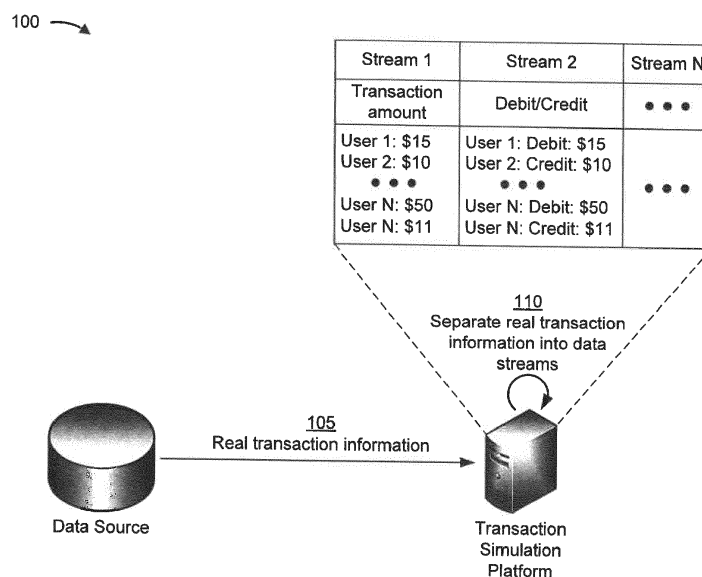 100
Stream 1 Stream 2 Stream N
Transaction amount Debit/Credit • • •
User 1: $15 User 1: Debit: $15
User 2: $10 User 2: Credit: $10
• • • • • • • • •
User N: $50 User N: Debit: $50
User N: $11 User N: Credit: $11
110
Separate real transaction
information into data
streams
105
Real transaction information
Data Source
Transaction
Simulation
Platform